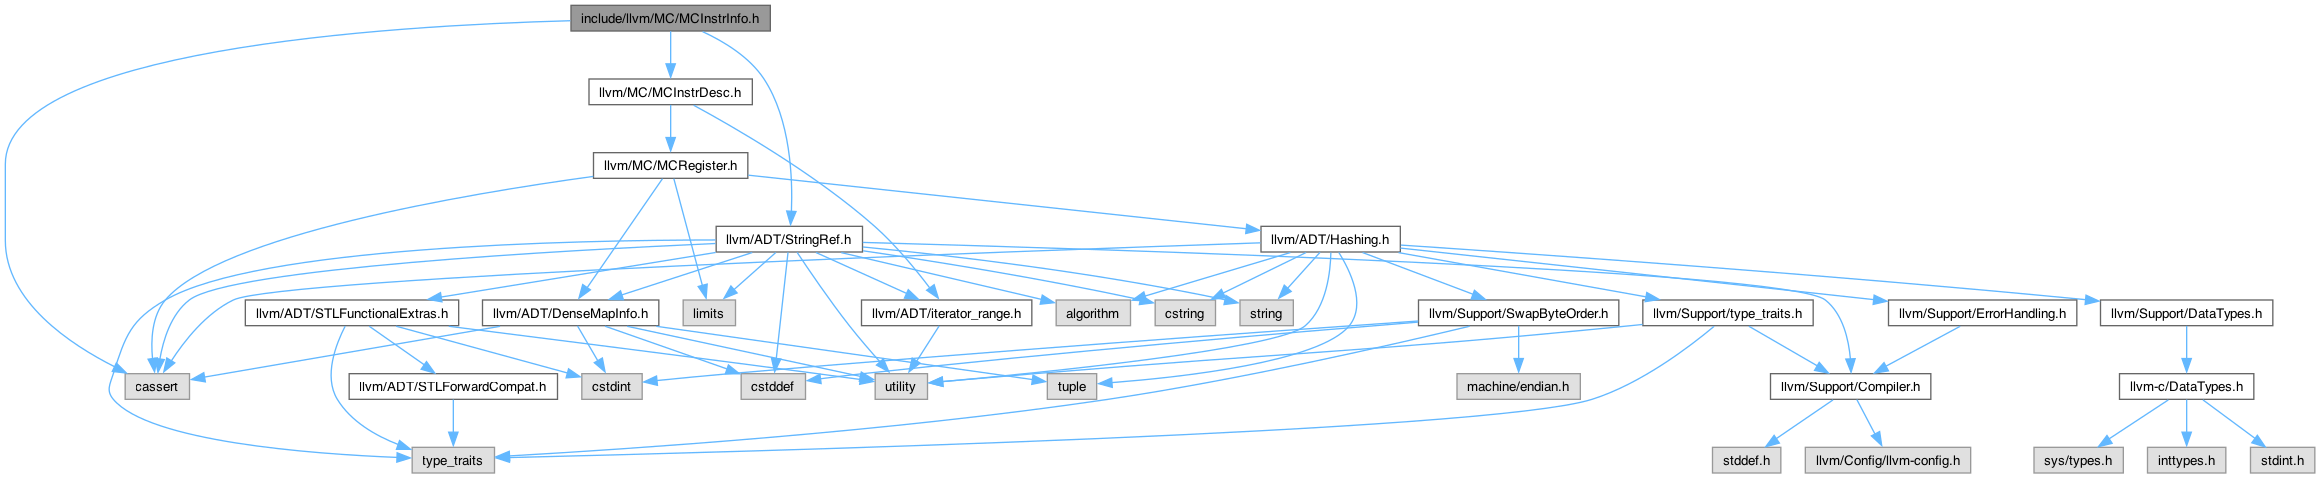 include/llvm/MC/MCInstrInfo.h
llvm/MC/MCInstrDesc.h
llvm/MC/MCRegister.h
llvm/ADT/StringRef.h
llvm/ADT/Hashing.h
llvm/ADT/STLFunctionalExtras.h
llvm/ADT/DenseMapInfo.h
limits
llvm/ADT/iterator_range.h
algorithm
cstring
string
llvm/Support/SwapByteOrder.h
llvm/Support/type_traits.h
llvm/Support/ErrorHandling.h
llvm/Support/DataTypes.h
cassert
llvm/ADT/STLForwardCompat.h
cstdint
cstddef
utility
tuple
machine/endian.h
llvm/Support/Compiler.h
llvm-c/DataTypes.h
type_traits
stddef.h
llvm/Config/llvm-config.h
sys/types.h
inttypes.h
stdint.h